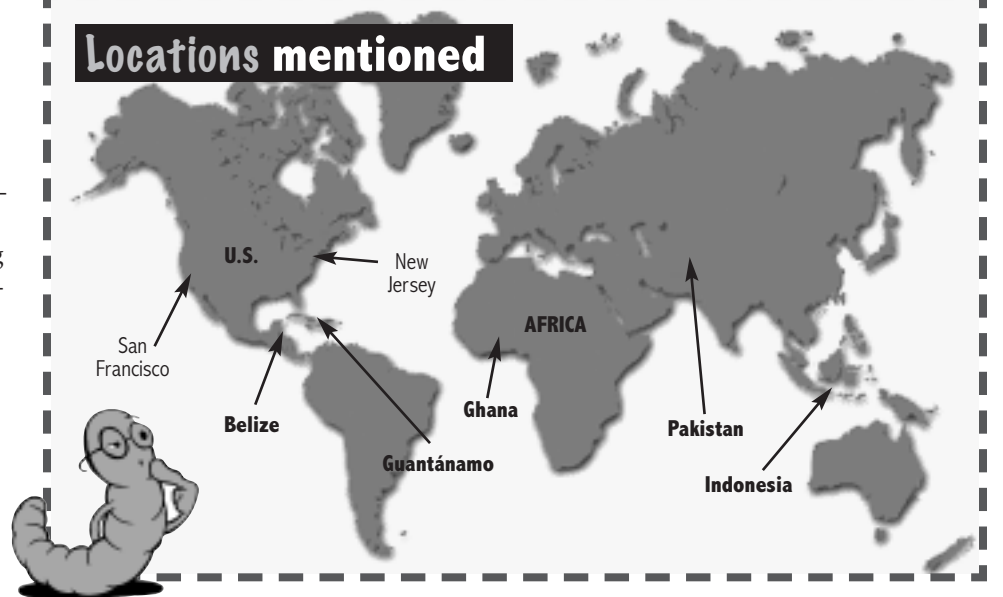 Locations mentioned
U.S.
New
Jersey
AFRICA
San
Francisco
Belize
Ghana
Guantánamo
Pakistan
Indonesia